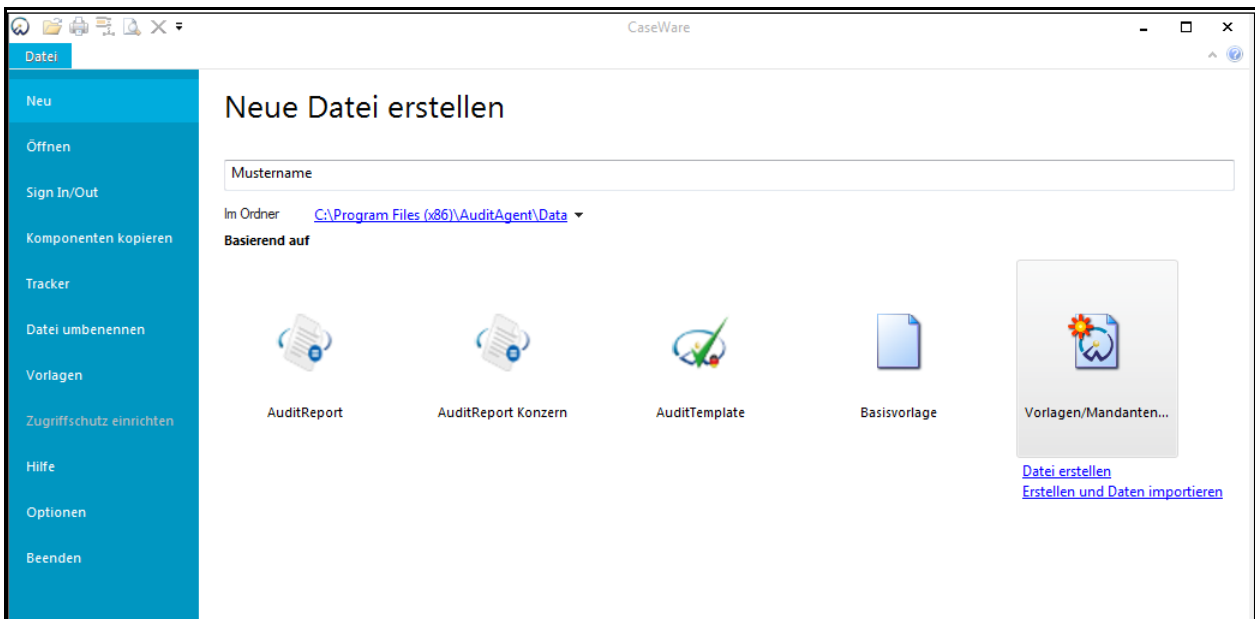 CaseWare
Datei
Neu
Öffnen
Sign In/Out
Komponenten kopieren
Tracker
Datei umbenennen
Vorlagen
Zugriffschutz einrichten
Hilfe
Optionen
Beenden
Neue Datei erstellen
Mustername
Im Ordner C:\Program Files (x86)\AuditAgent\Data
Basierend auf
AuditReport AuditReport Konzern AuditTemplate Basisvorlage Vorlagen/Mandanten...
Datei erstellen
Erstellen und Daten importieren